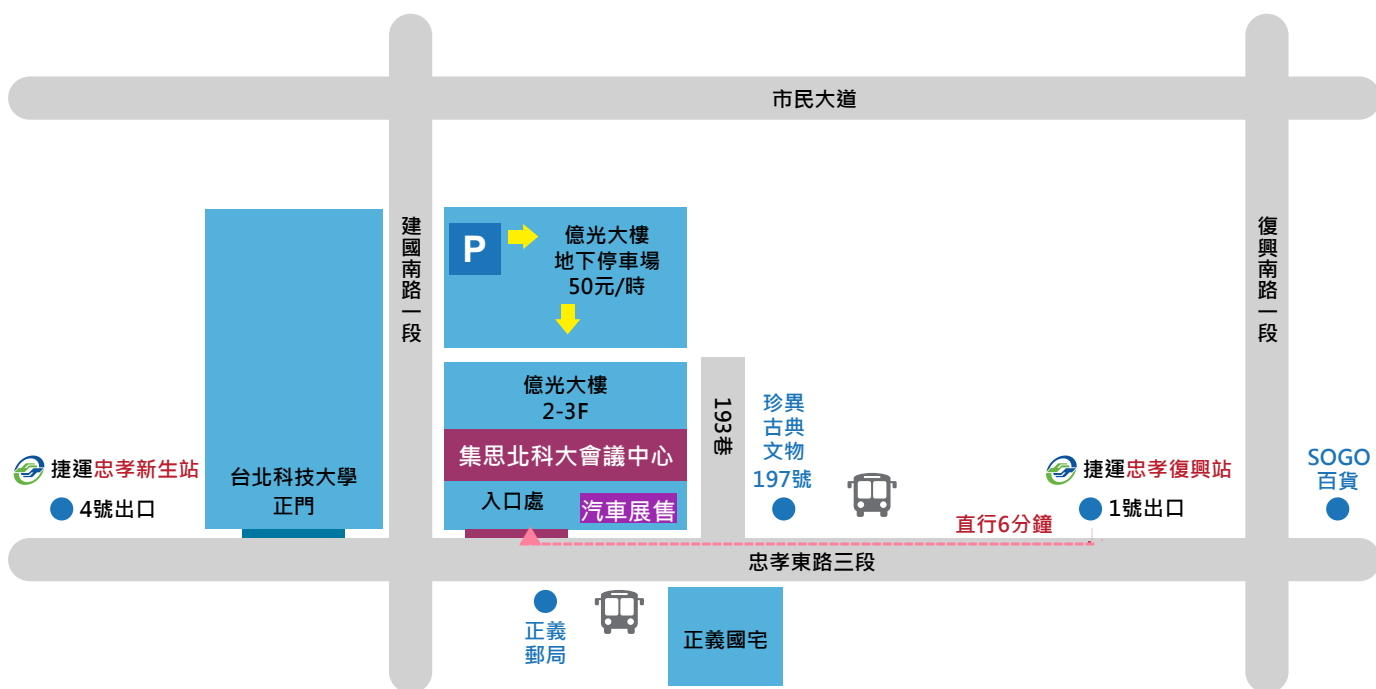 市民大道
建國南路一段
復興南路一段
P
億光大樓
地下停車場
50元/時
億光大樓
2-3F
集思北科大會議中心
入口處
汽車展售
193巷
珍異
古典
文物
197號
捷運忠孝新生站
4號出口
台北科技大學
正門
捷運忠孝復興站
1號出口
SOGO
百貨
直行6分鐘
忠孝東路三段
正義
郵局
正義國宅